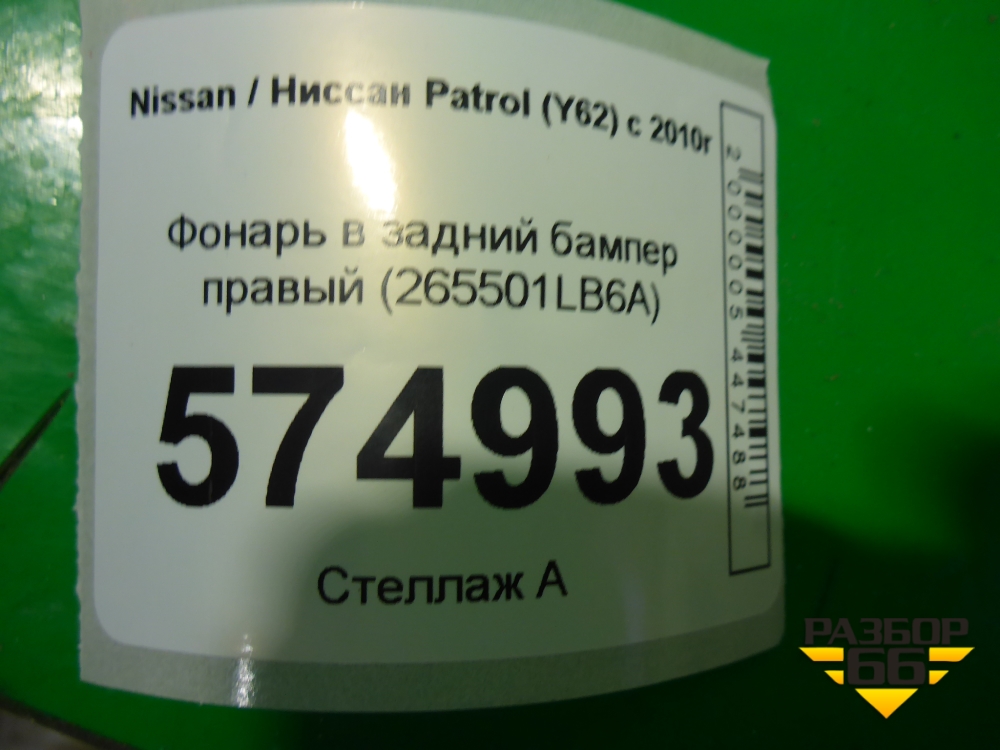 Nissan / Ниссан Patrol (Y62) с 2010г
Фонарь в задний бампер
правый (265501LB6A)
574993
Стеллаж А
2000005447488
РАЗБОР
66